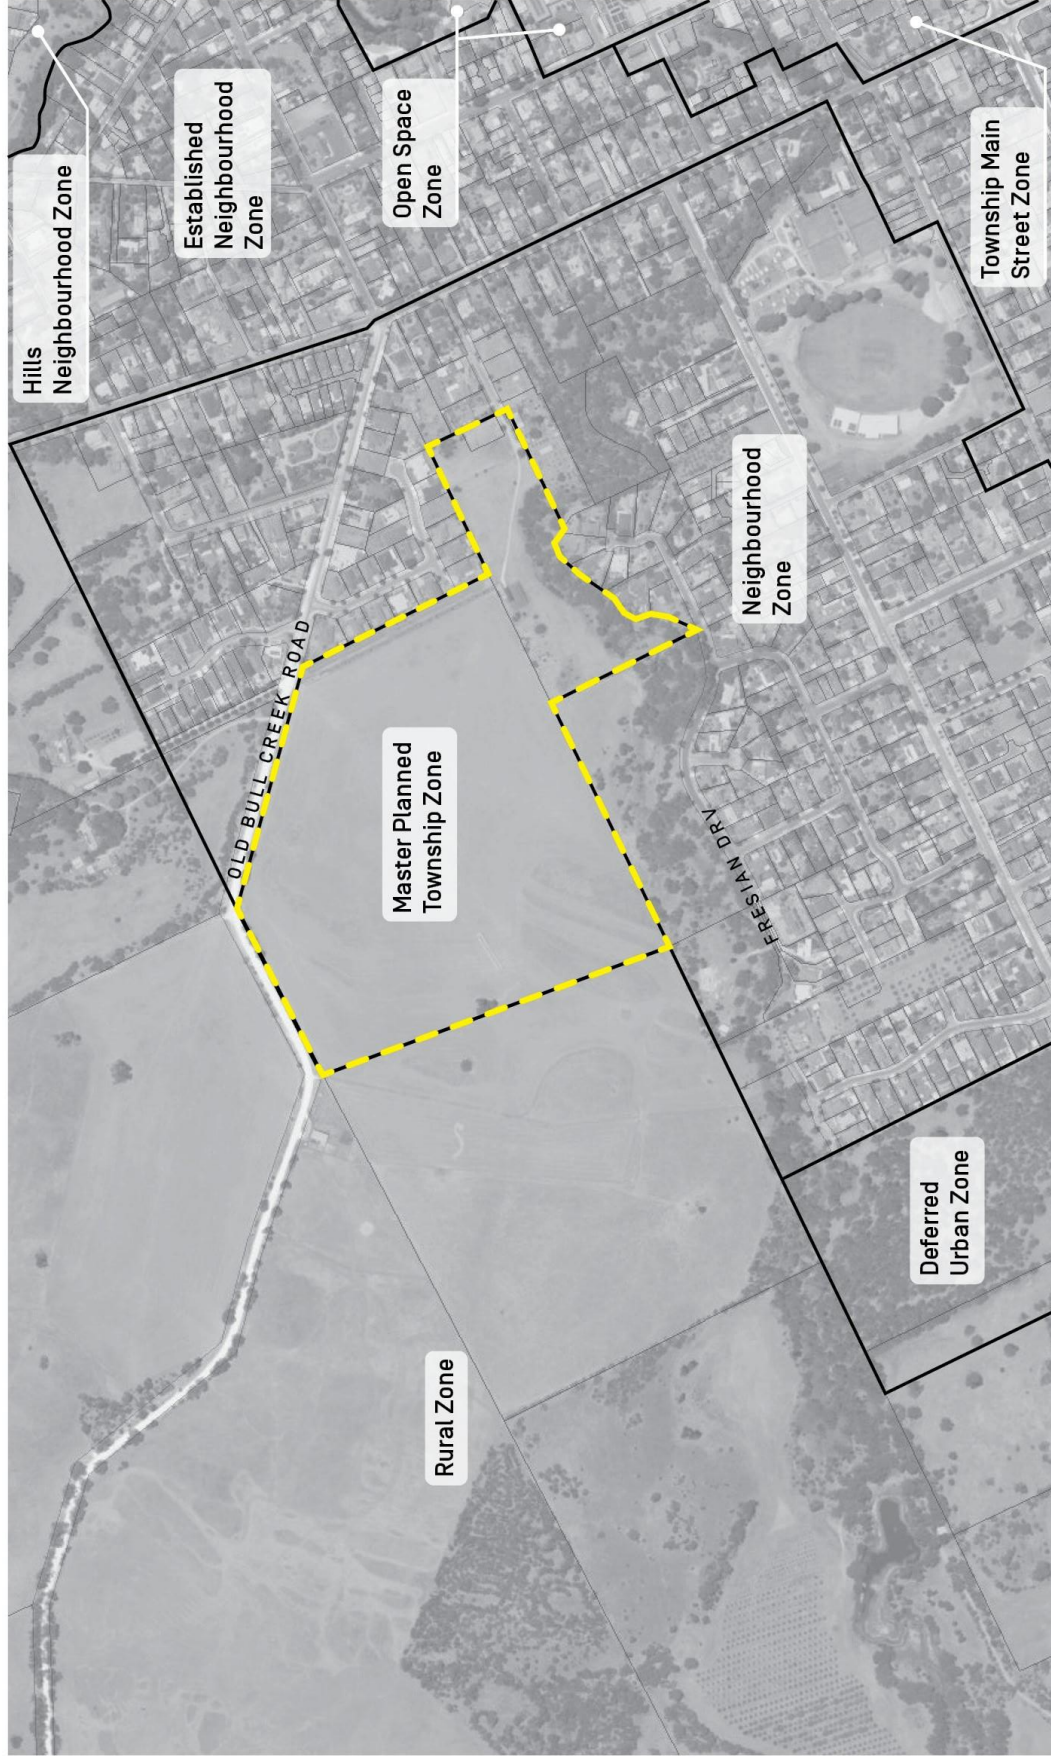 Hills
Neighbourhood Zone
Established
Neighbourhood
Zone
Open Space
Zone
Township Main
Street Zone
OLD BULL CREEK ROAD
Master Planned
Township Zone
Neighbourhood
Zone
FRESIAN DRV
Rural Zone
Deferred
Urban Zone